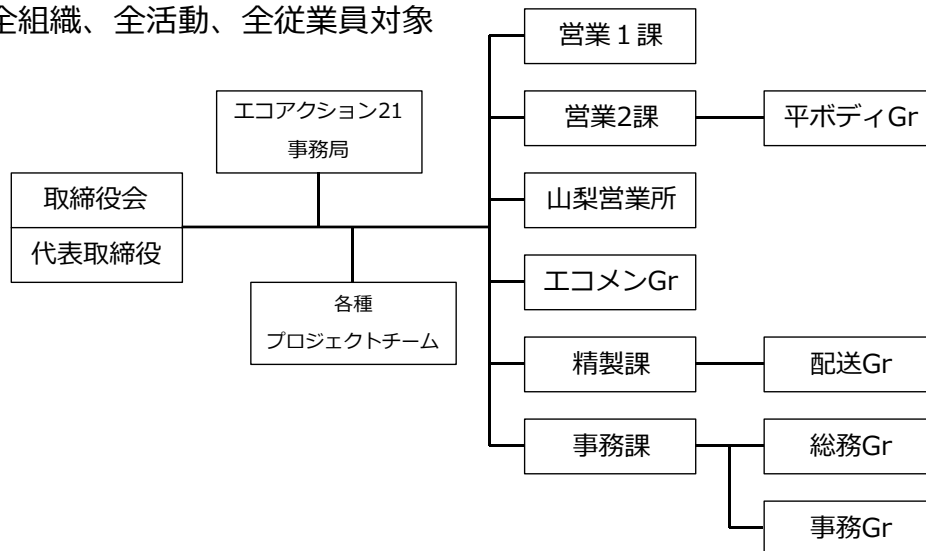 全組織、全活動、全従業員対象
営業１課
エコアクション21
事務局
営業2課
平ボディGr
取締役会
代表取締役
山梨営業所
各種
プロジェクトチーム
エコメンGr
精製課
配送Gr
事務課
総務Gr
事務Gr